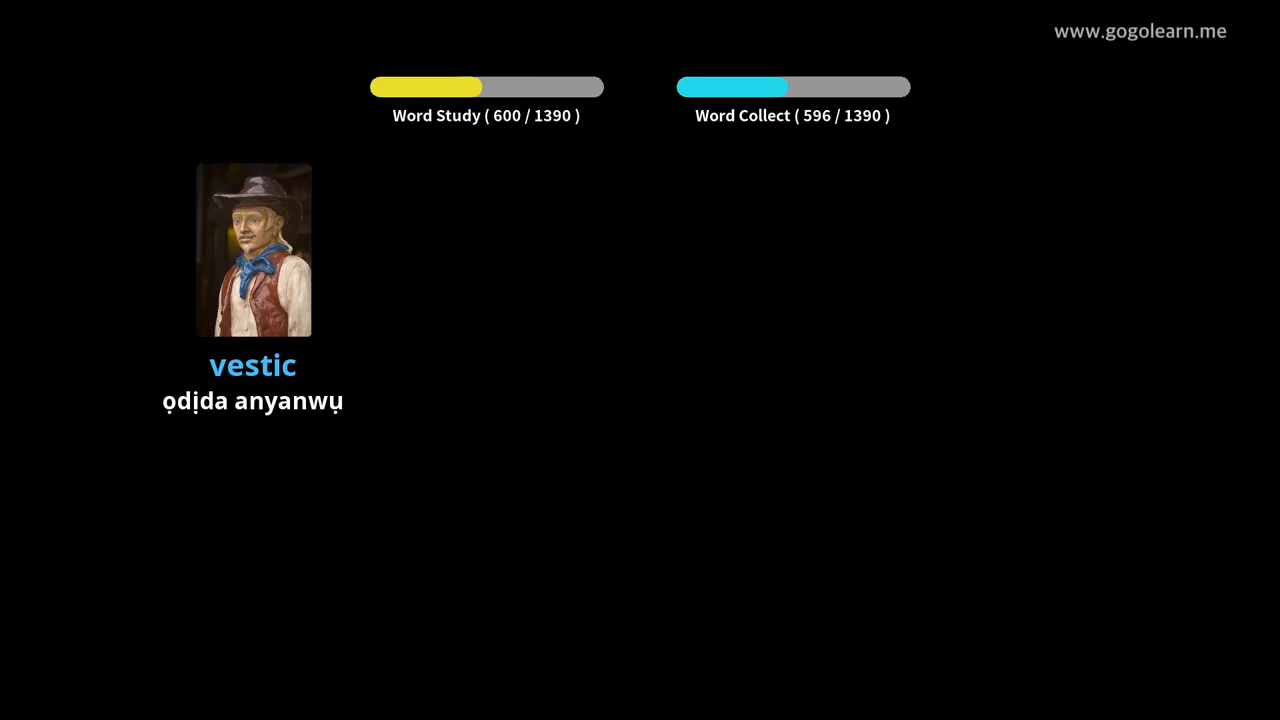 www.gogolearn.me
Word Study ( 600 / 1390 )
Word Collect ( 596 / 1390 )
vestic
ọdịda anyanwụ